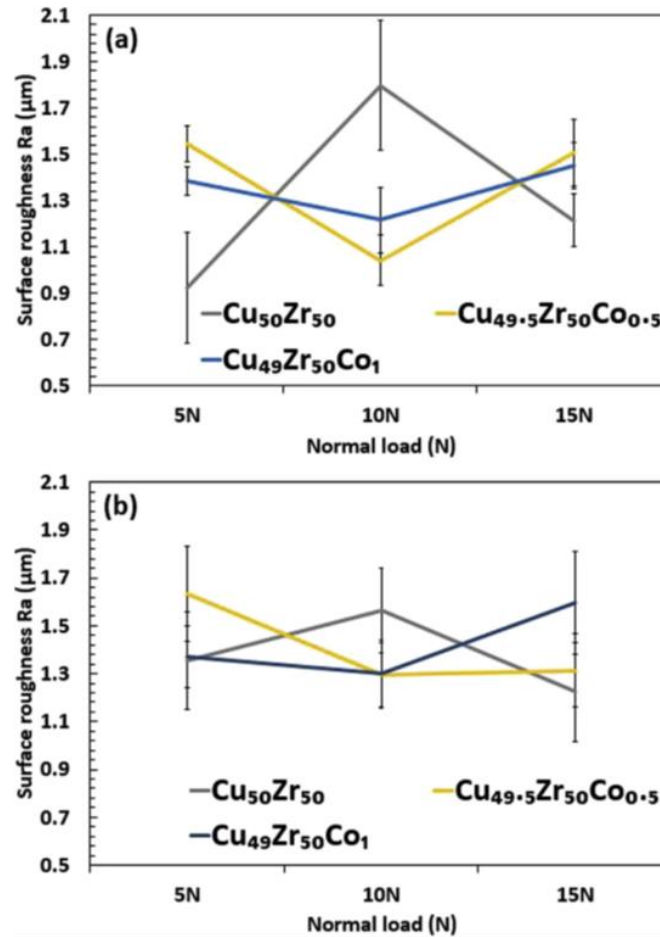 (a)
Surface roughness Ra (µm)
2.1
1.9
1.7
1.5
1.3
1.1
0.9
0.7
0.5
Cu₅₀Zr₅₀
Cu₄₉.₅Zr₅₀Co₀.₅
Cu₄₉Zr₅₀Co₁
5N 10N 15N
Normal load (N)
(b)
Surface roughness Ra (µm)
2.1
1.9
1.7
1.5
1.3
1.1
0.9
0.7
0.5
Cu₅₀Zr₅₀
Cu₄₉.₅Zr₅₀Co₀.₅
Cu₄₉Zr₅₀Co₁
5N 10N 15N
Normal load (N)